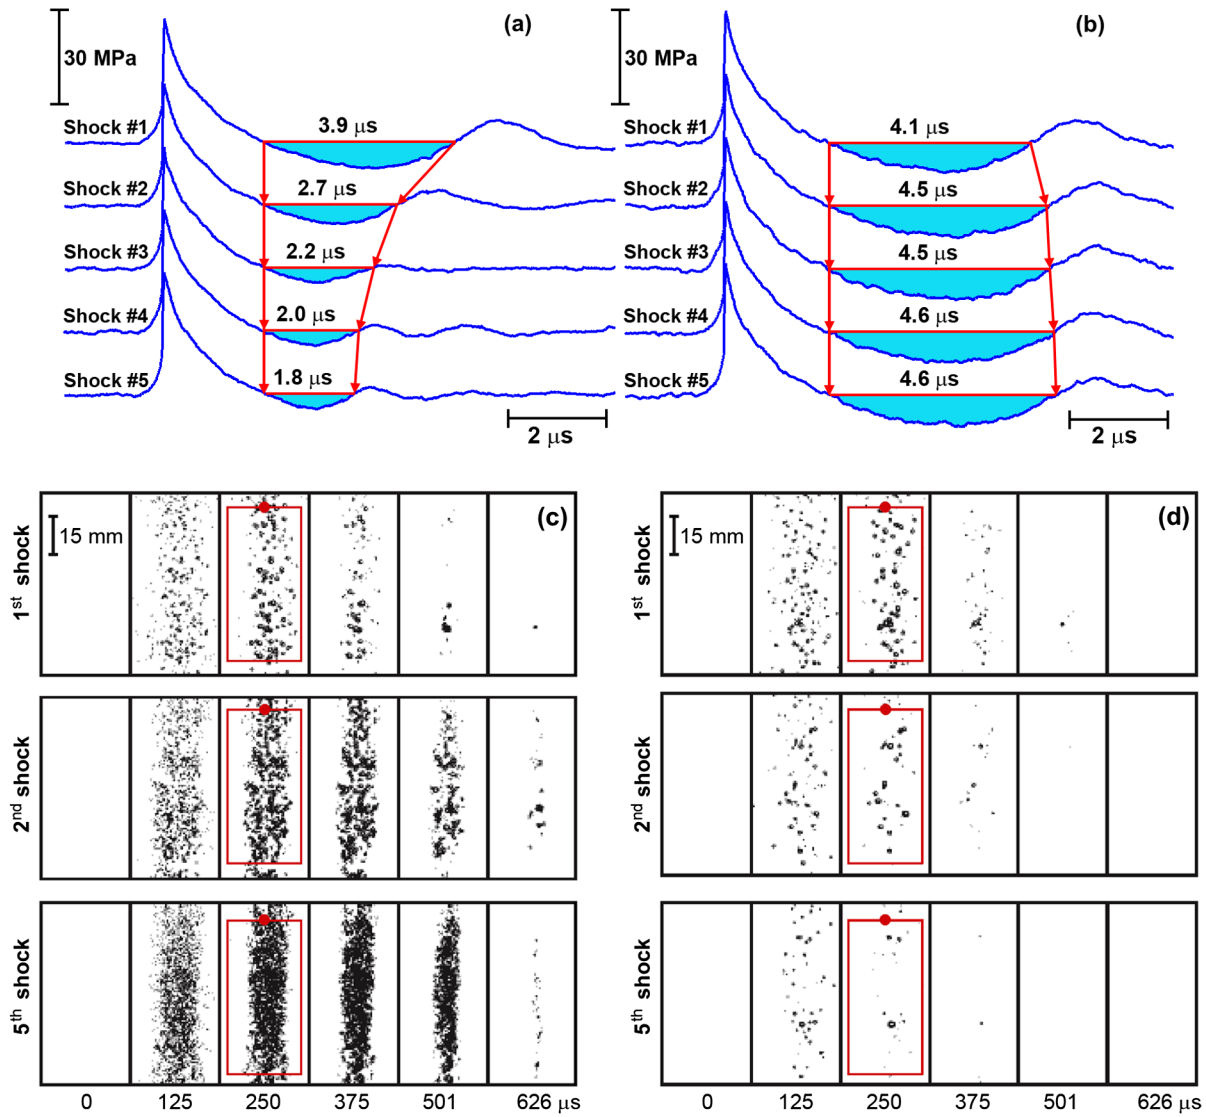 (a)
30 MPa
Shock #1
3.9 μs
Shock #2
2.7 μs
Shock #3
2.2 μs
Shock #4
2.0 μs
Shock #5
1.8 μs
2 μs
(b)
30 MPa
Shock #1
4.1 μs
Shock #2
4.5 μs
Shock #3
4.5 μs
Shock #4
4.6 μs
Shock #5
4.6 μs
2 μs
(c)
15 mm
1st shock
2nd shock
5th shock
0 125 250 375 501 626 μs
(d)
15 mm
1st shock
2nd shock
5th shock
0 125 250 375 501 626 μs